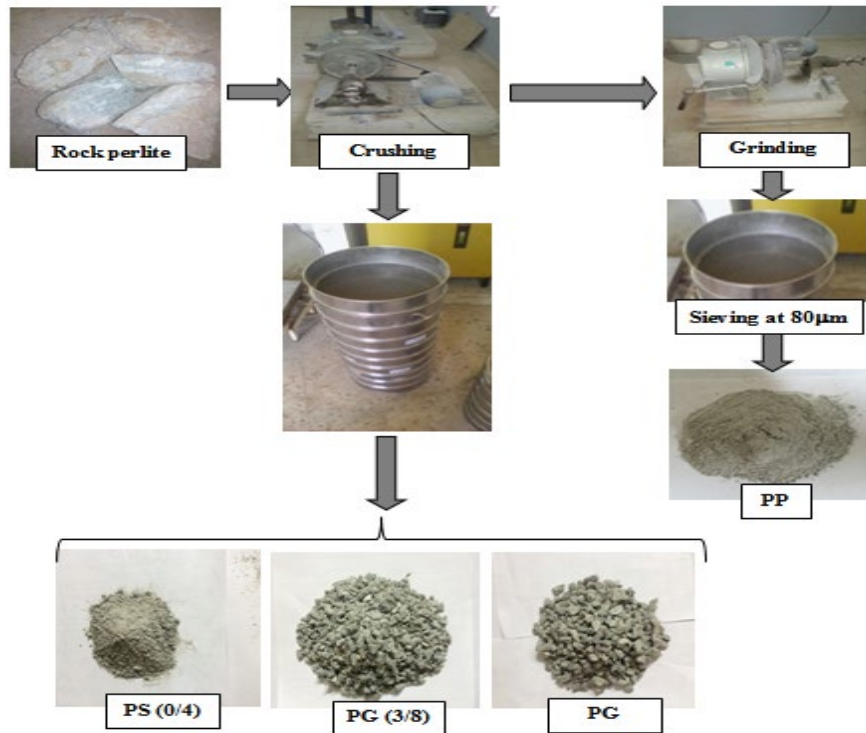 Rock perlite
Crushing
Grinding
Sieving at 80µm
PP
PS (0/4)
PG (3/8)
PG